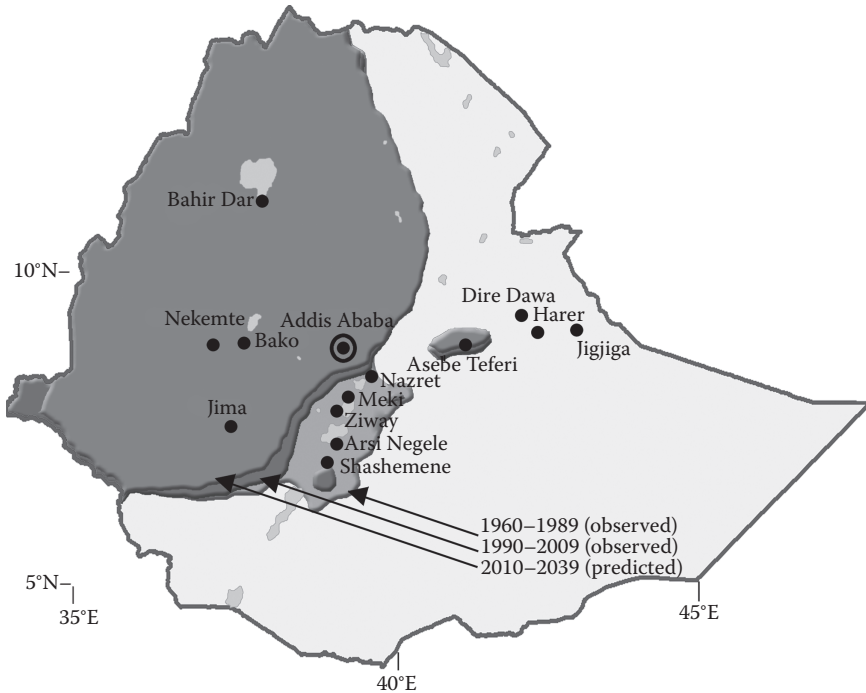 Bahir Dar
10°N–
Dire Dawa
Nekemte
Addis Ababa
Harer
Bako
Jigjiga
Asebe Teferi
Nazret
Meki
Jima
Ziway
Arsi Negele
Shashemene
1960–1989 (observed)
1990–2009 (observed)
2010–2039 (predicted)
5°N–
35°E
45°E
40°E